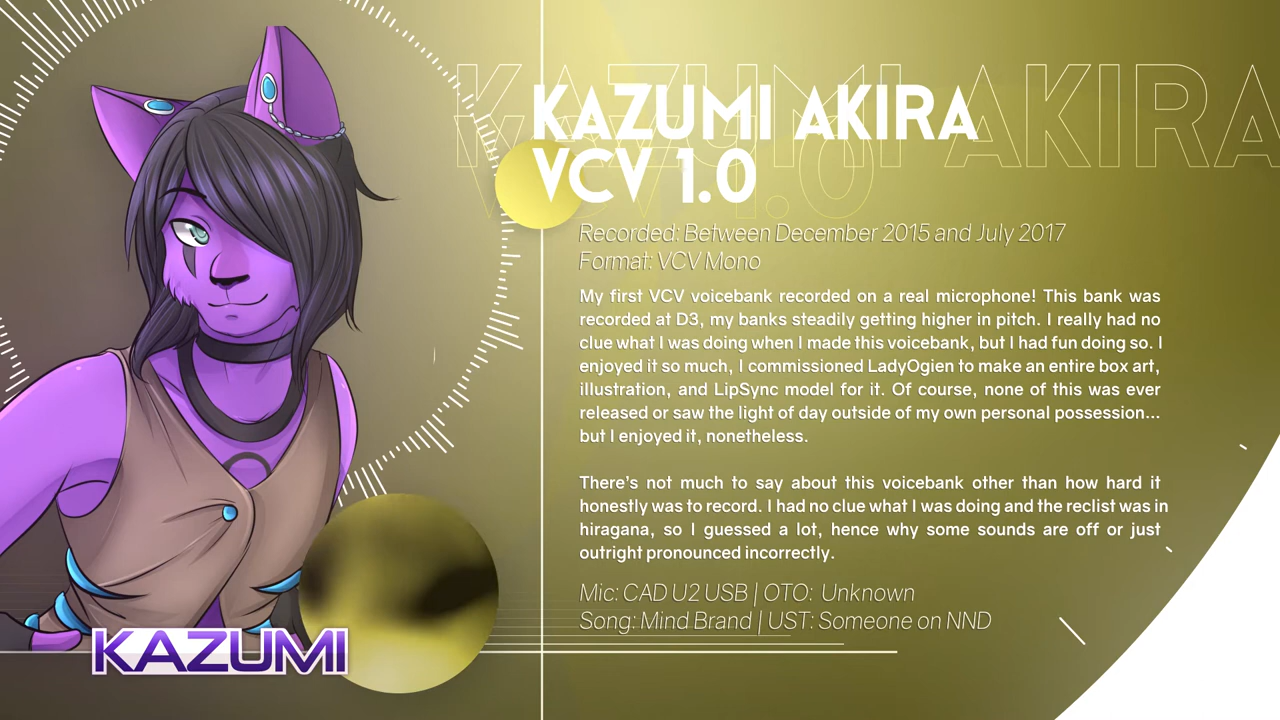 KAZUMI AKIRA
VCV 1.0
KAZUMI AKIRA
VCV 1.0
Recorded: Between December 2015 and July 2017
Format: VCV Mono
My first VCV voicebank recorded on a real microphone! This bank was
recorded at D3, my banks steadily getting higher in pitch. I really had no
clue what I was doing when I made this voicebank, but I had fun doing so. I
enjoyed it so much, I commissioned LadyOgien to make an entire box art,
illustration, and LipSync model for it. Of course, none of this was ever
released or saw the light of day outside of my own personal possession...
but I enjoyed it, nonetheless.
There's not much to say about this voicebank other than how hard it
honestly was to record. I had no clue what I was doing and the reclist was in
hiragana, so I guessed a lot, hence why some sounds are off or just
outright pronounced incorrectly.
Mic: CAD U2 USB | OTO: Unknown
Song: Mind Brand | UST: Someone on NND
KAZUMI